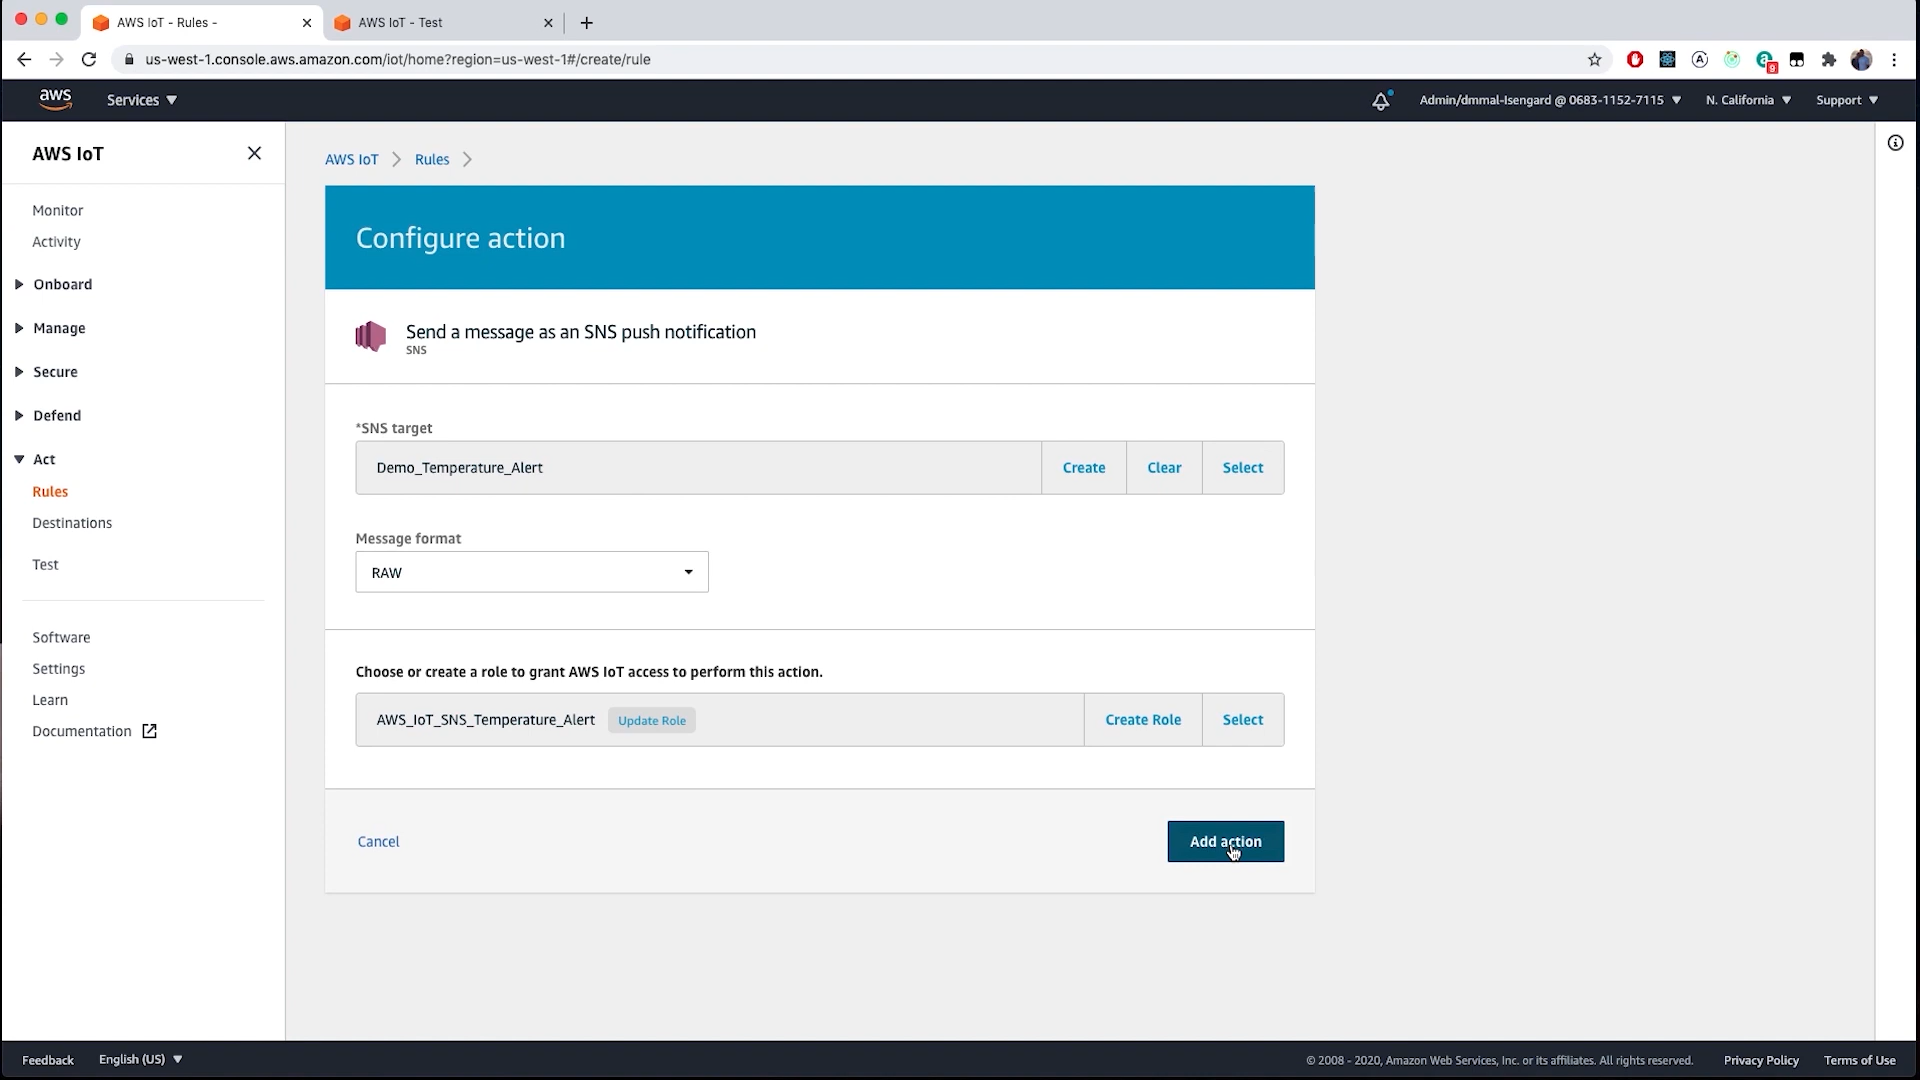 AWS IoT - Rules -
AWS IoT - Test
us-west-1.console.aws.amazon.com/iot/home?region=us-west-1#/create/rule
9
aws
Services
Admin/dmmal-Isengard @ 0683-1152-7115
N. California
Support
AWS IoT
Monitor
Activity
Onboard
Manage
Secure
Defend
Act
Rules
Destinations
Test
Software
Settings
Learn
Documentation
AWS IoT
Rules
Configure action
Send a message as an SNS push notification
SNS
*SNS target
Demo_Temperature_Alert
Create
Clear
Select
Message format
RAW
Choose or create a role to grant AWS IoT access to perform this action.
AWS_IoT_SNS_Temperature_Alert
Update Role
Create Role
Select
Cancel
Add action
Feedback
English (US)
© 2008 - 2020, Amazon Web Services, Inc. or its affiliates. All rights reserved.
Privacy Policy
Terms of Use